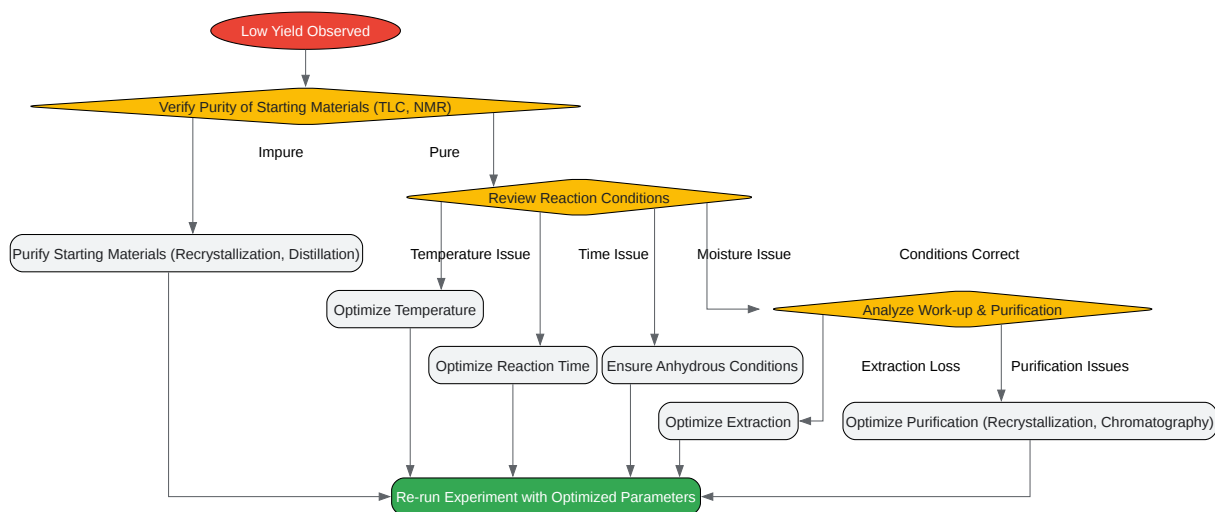 Low Yield Observed
Verify Purity of Starting Materials (TLC, NMR)
Impure
Pure
Review Reaction Conditions
Purify Starting Materials (Recrystallization, Distillation)
Temperature Issue
Time Issue
Moisture Issue
Conditions Correct
Optimize Temperature
Analyze Work-up & Purification
Optimize Reaction Time
Ensure Anhydrous Conditions
Extraction Loss
Purification Issues
Optimize Extraction
Optimize Purification (Recrystallization, Chromatography)
Re-run Experiment with Optimized Parameters